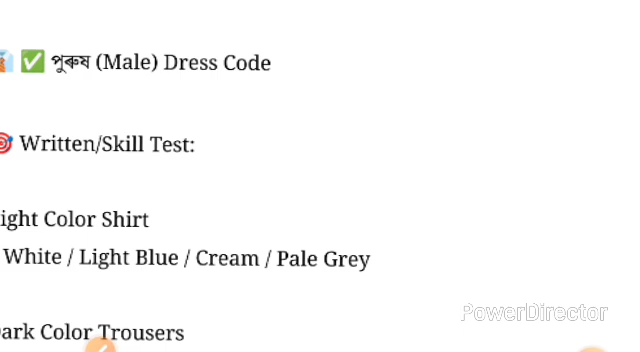 👔 ✅ পুৰুষ (Male) Dress Code
🎯 Written/Skill Test:
ight Color Shirt
White / Light Blue / Cream / Pale Grey
ark Color Trousers
PowerDirector